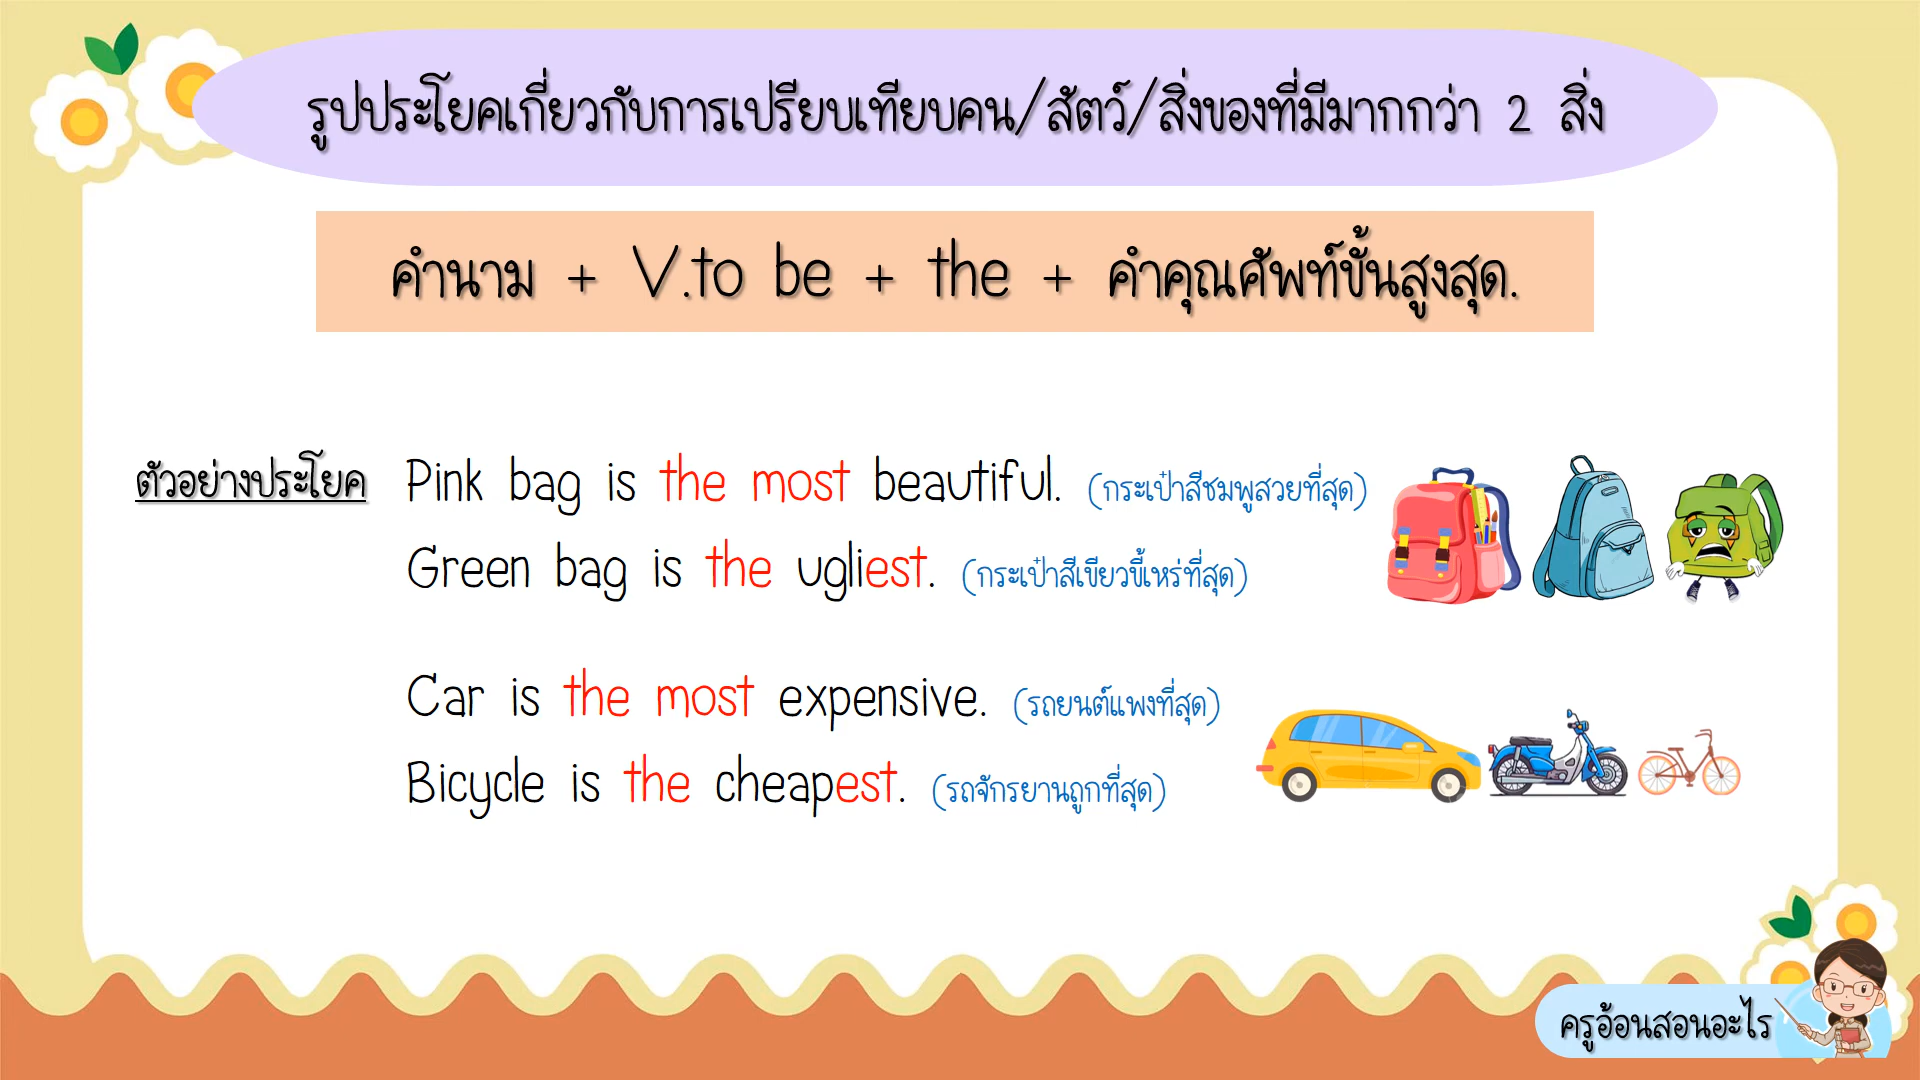 รูปประโยคเกี่ยวกับการเปรียบเทียบคน/สัตว์/สิ่งของที่มีมากกว่า 2 สิ่ง
คำนาม + V.to be + the + คำคุณศัพท์ขั้นสูงสุด.
ตัวอย่างประโยค Pink bag is the most beautiful. (กระเป๋าสีชมพูสวยที่สุด)
Green bag is the ugliest. (กระเป๋าสีเขียวขี้เหร่ที่สุด)
Car is the most expensive. (รถยนต์แพงที่สุด)
Bicycle is the cheapest. (รถจักรยานถูกที่สุด)
ครูอ้อนสอนอะไร